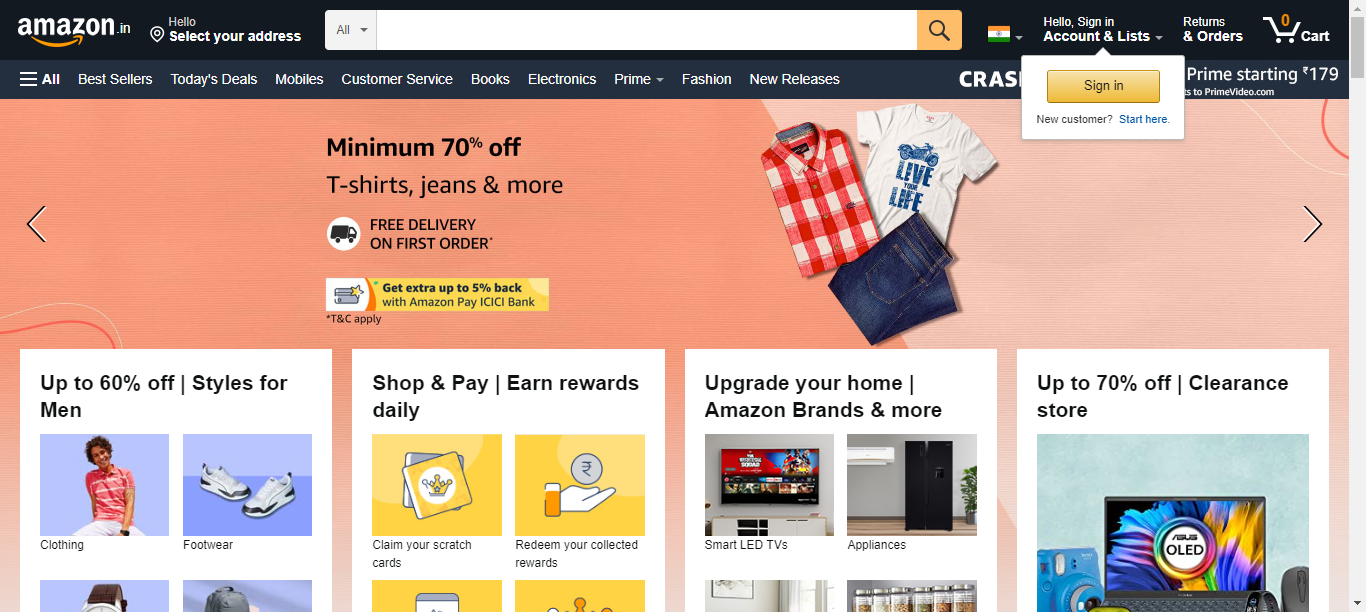 amazon.in
Hello
Select your address
All
Hello, Sign in
Account & Lists
Returns
& Orders
0
Cart
All
Best Sellers
Today's Deals
Mobiles
Customer Service
Books
Electronics
Prime
Fashion
New Releases
CRAS
Prime starting ₹179
ts to PrimeVideo.com
Sign in
New customer? Start here.
Minimum 70% off
T-shirts, jeans & more
FREE DELIVERY
ON FIRST ORDER*
Get extra up to 5% back
with Amazon Pay ICICI Bank
*T&C apply
LIVE
YOUR
LIFE
Up to 60% off | Styles for
Men
Clothing
Footwear
Shop & Pay | Earn rewards
daily
₹
Claim your scratch
cards
Redeem your collected
rewards
Upgrade your home |
Amazon Brands & more
Smart LED TVs
Appliances
Up to 70% off | Clearance
store
ASUS
OLED